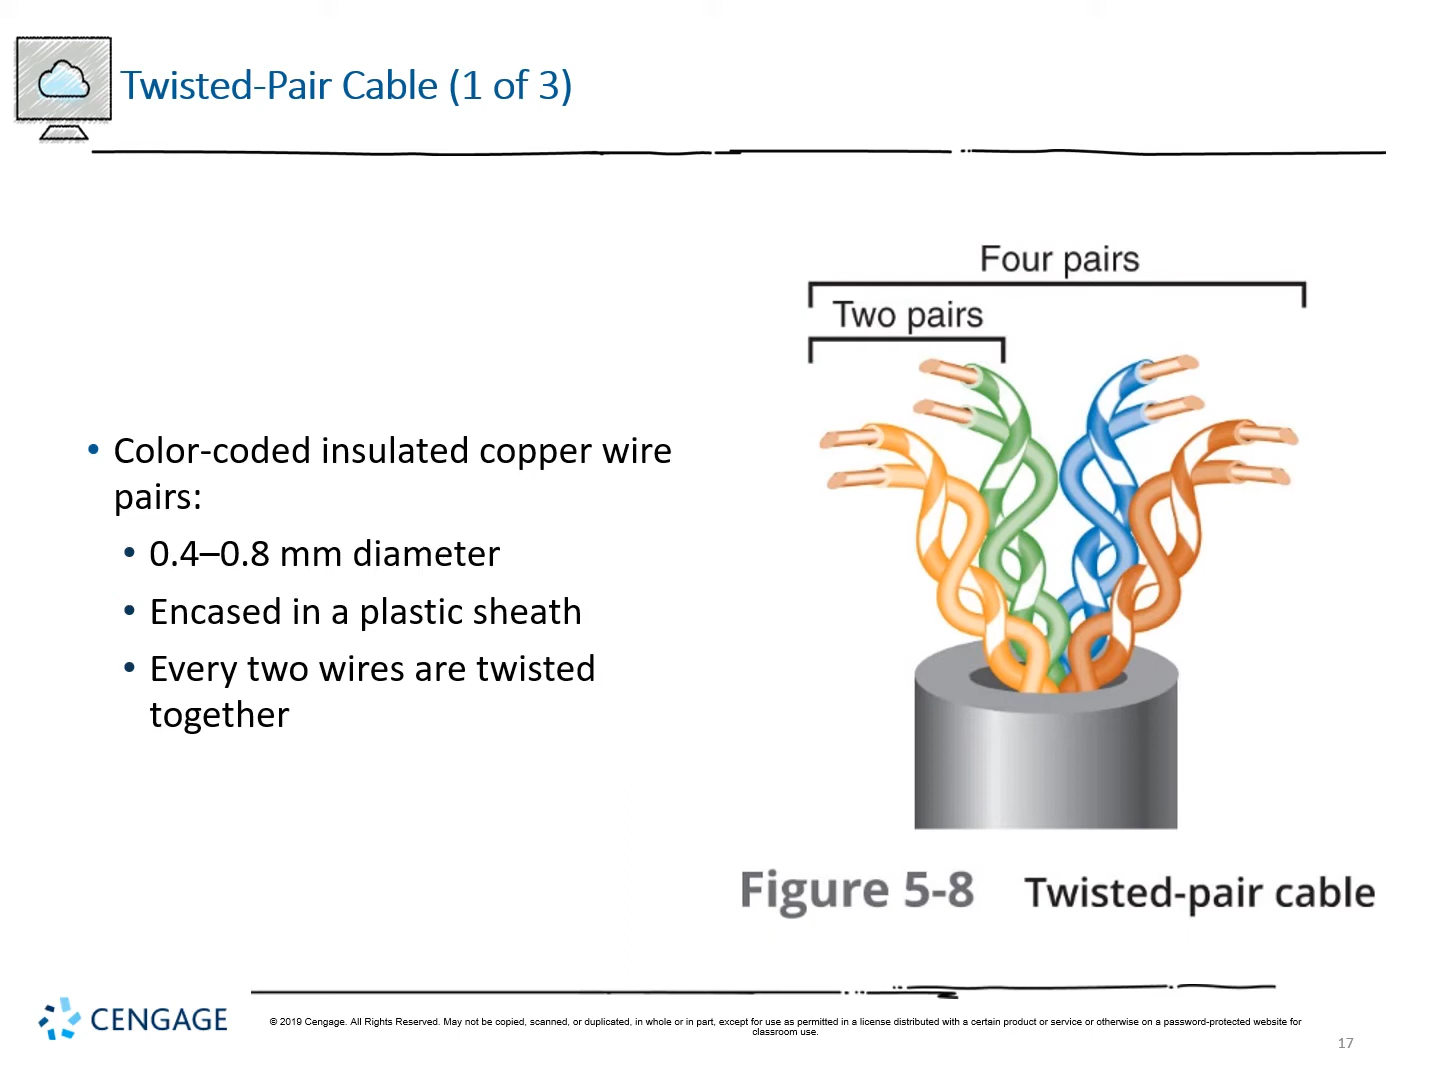 Twisted-Pair Cable (1 of 3)
Four pairs
Two pairs
• Color-coded insulated copper wire
pairs:
• 0.4–0.8 mm diameter
• Encased in a plastic sheath
• Every two wires are twisted
together
Figure 5-8 Twisted-pair cable
CENGAGE
© 2019 Cengage. All Rights Reserved. May not be copied, scanned, or duplicated, in whole or in part, except for use as permitted in a license distributed with a certain product or service or otherwise on a password-protected website for
classroom use.
17